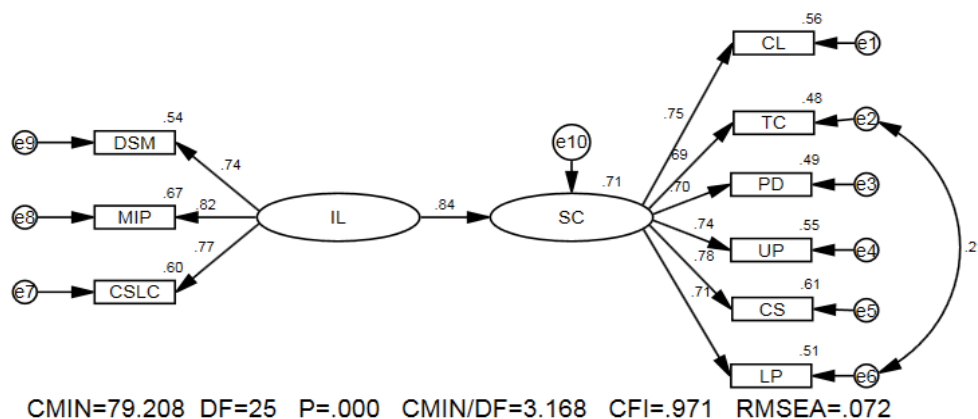 .56
CL
e1
.75
.48
TC
e2
.69
.54
DSM
e9
.74
e10
.49
PD
e3
.70
.67
MIP
e8
.82
IL
.84
.71
SC
.74
.55
UP
e4
.2
.77
.60
CSLC
e7
.78
.61
CS
e5
.71
.51
LP
e6
CMIN=79.208 DF=25 P=.000 CMIN/DF=3.168 CFI=.971 RMSEA=.072